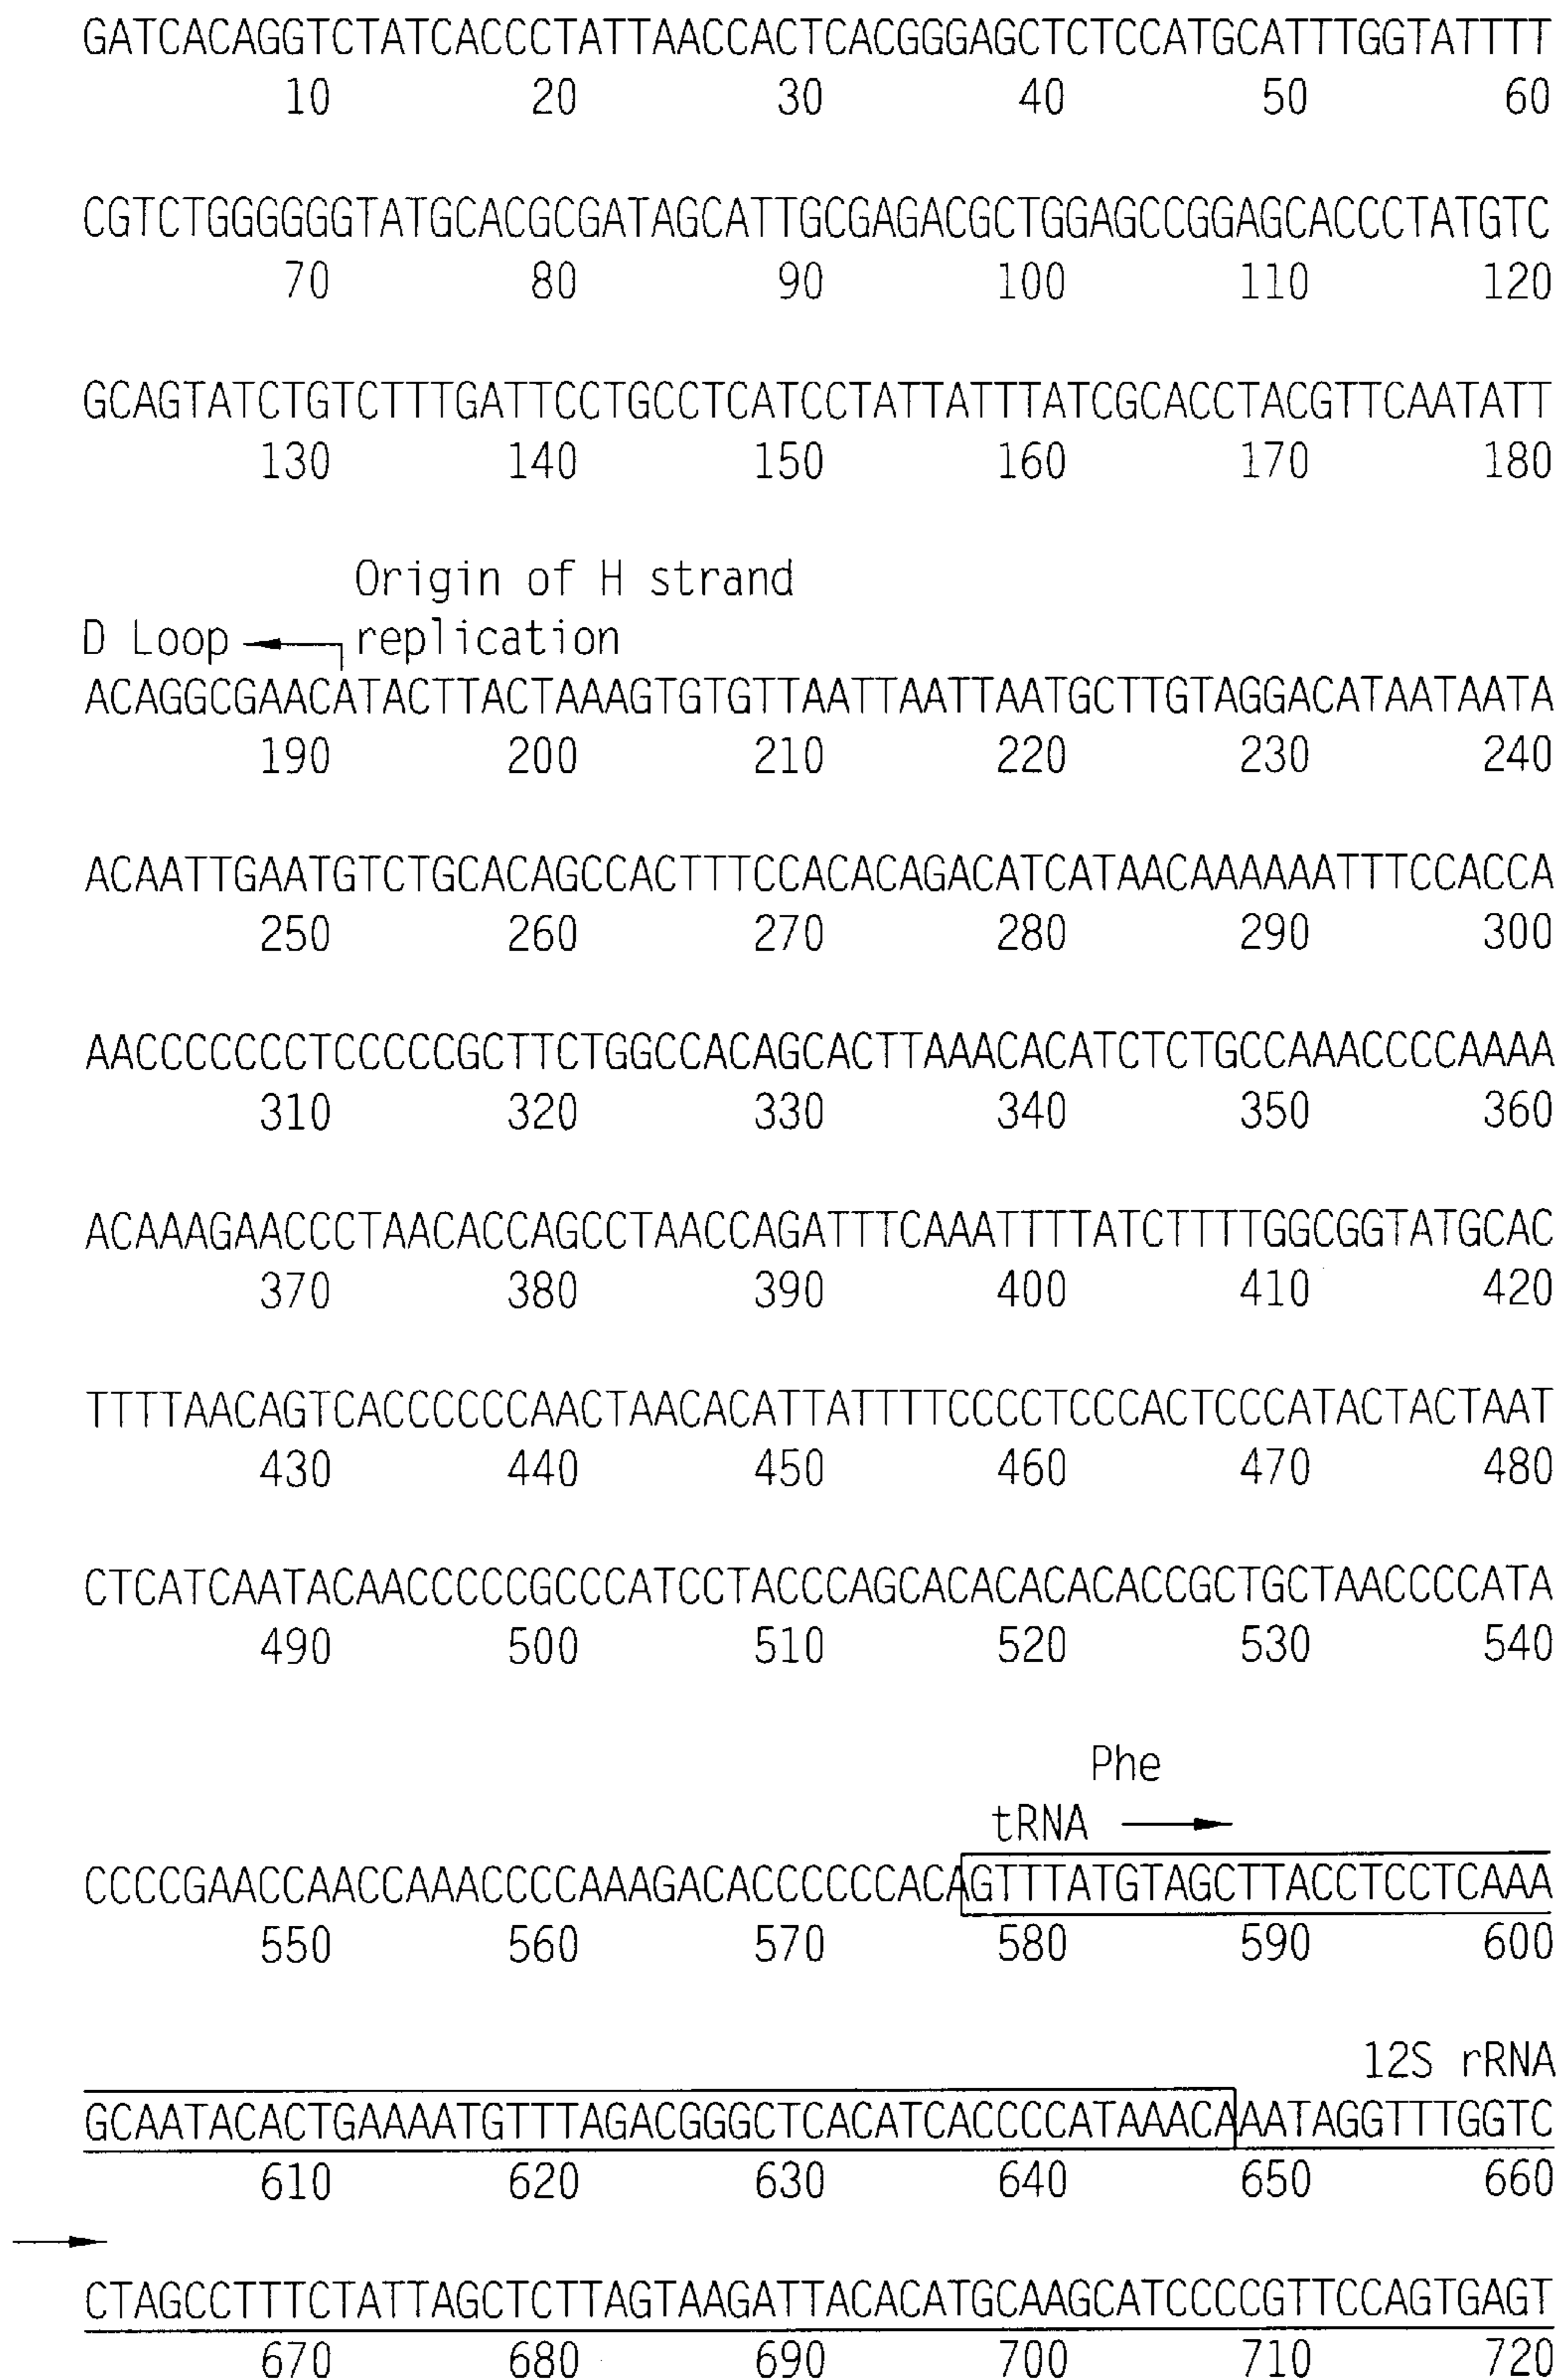 GATCACAGGTCTATCACCCTATTAACCACTCACGGGAGCTCTCCATGCATTTGGTATTTT
10 20 30 40 50 60
CGTCTGGGGGGTATGCACGCGATAGCATTGCGAGACGCTGGAGCCGGAGCACCCTATGTC
70 80 90 100 110 120
GCAGTATCTGTCTTTGATTCCTGCCTCATCCTATTATTTATCGCACCTACGTTCAATATT
130 140 150 160 170 180
Origin of H strand
D Loop replication
ACAGGCGAACATACTTACTAAAGTGTGTTAATTAATTAATGCTTGTAGGACATAATAATA
190 200 210 220 230 240
ACAATTGAATGTCTGCACAGCCACTTTCCACACAGACATCATAACAAAAAATTTCCACCA
250 260 270 280 290 300
AACCCCCCCTCCCCCGCTTCTGGCCACAGCACTTAAACACATCTCTGCCAAACCCCAAAA
310 320 330 340 350 360
ACAAAGAACCCTAACACCAGCCTAACCAGATTTCAAATTTTATCTTTTGGCGGTATGCAC
370 380 390 400 410 420
TTTTAACAGTCACCCCCCAACTAACACATTATTTTCCCCTCCCACTCCCATACTACTAAT
430 440 450 460 470 480
CTCATCAATACAACCCCCGCCCATCCTACCCAGCACACACACACCGCTGCTAACCCCATA
490 500 510 520 530 540
Phe
tRNA
CCCCGAACCAACCAAACCCCAAAGACACCCCCCACAGTTTATGTAGCTTACCTCCTCAAA
550 560 570 580 590 600
12S rRNA
GCAATACACTGAAAATGTTTAGACGGGCTCACATCACCCCATAAACAAATAGGTTTGGTC
610 620 630 640 650 660
CTAGCCTTTCTATTAGCTCTTAGTAAGATTACACATGCAAGCATCCCCGTTCCAGTGAGT
670 680 690 700 710 720